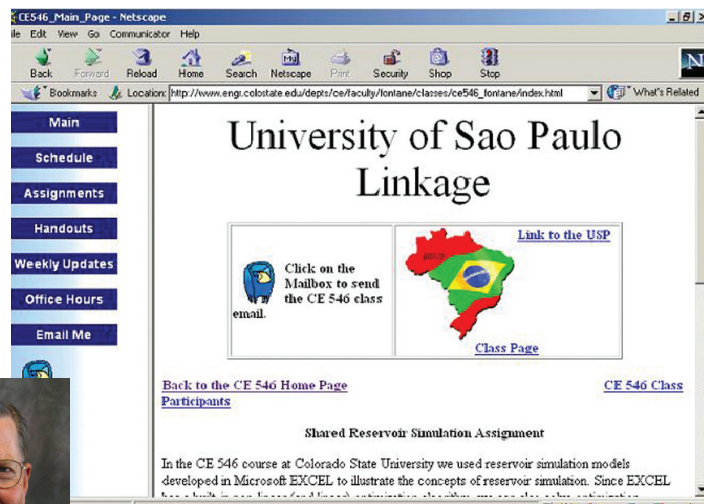 CE546_Main_Page - Netscape
Edit View Go Communicator Help
Back Forward Reload Home Search Netscape Print Security Shop Stop
N
Bookmarks Location: http://www.engr.colostate.edu/depts/ce/faculty/fontane/classes/ce546_fontane/index.html What's Related
Main
Schedule
Assignments
Handouts
Weekly Updates
Office Hours
Email Me
University of Sao Paulo
Linkage
Click on the
Mailbox to send
the CE 546 class
email.
Link to the USP
Class Page
Back to the CE 546 Home Page CE 546 Class
Participants
Shared Reservoir Simulation Assignment
In the CE 546 course at Colorado State University we used reservoir simulation models
developed in Microsoft EXCEL to illustrate the concepts of reservoir simulation. Since EXCEL